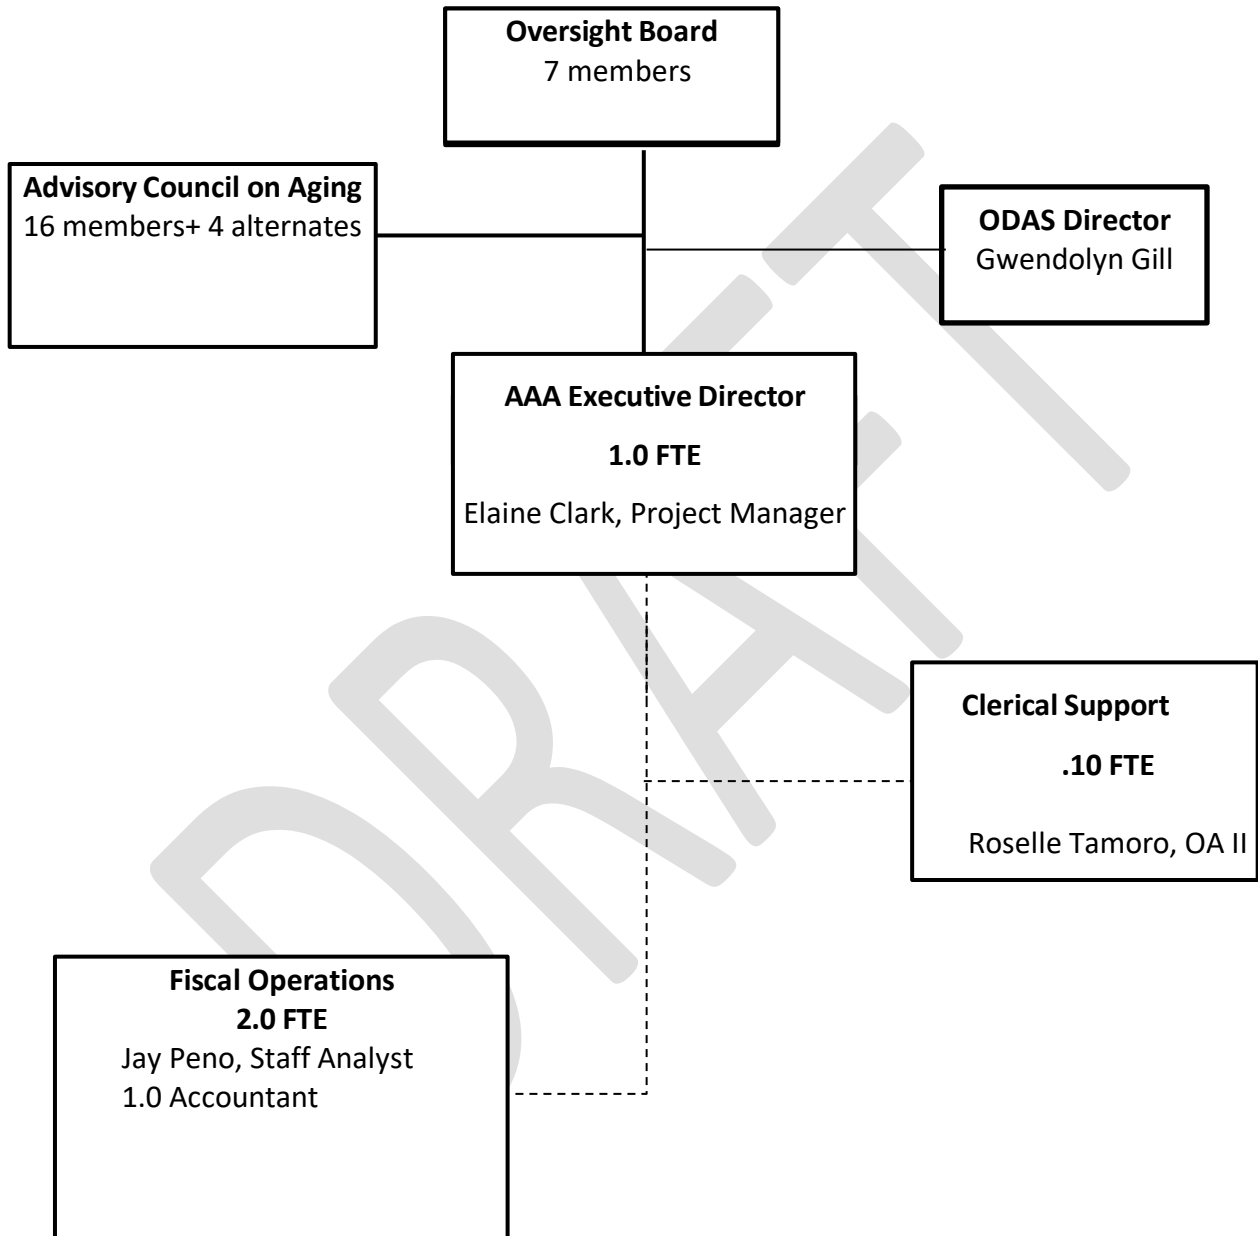 Oversight Board
7 members
Advisory Council on Aging
16 members+ 4 alternates
ODAS Director
Gwendolyn Gill
AAA Executive Director
1.0 FTE
Elaine Clark, Project Manager
Clerical Support
.10 FTE
Roselle Tamoro, OA II
Fiscal Operations
2.0 FTE
Jay Peno, Staff Analyst
1.0 Accountant
DRAFT